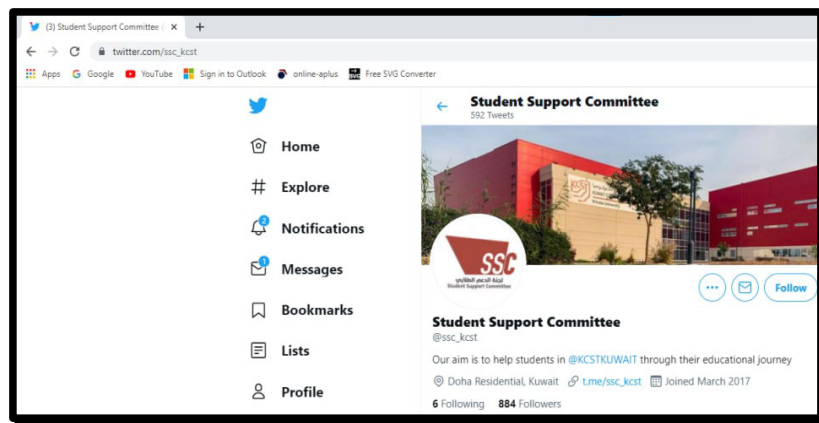 (3) Student Support Committee (
twitter.com/ssc_kcst
Apps Google YouTube Sign in to Outlook online-aplus Free SVG Converter
Student Support Committee
592 Tweets
Home
Explore
2
Notifications
1
Messages
Bookmarks
Lists
Profile
KCST
SSC
لجنة الدعم الطلابي
Student Support Committee
Follow
Student Support Committee
@ssc_kcst
Our aim is to help students in @KCSTKUWAIT through their educational journey
Doha Residential, Kuwait t.me/ssc_kcst Joined March 2017
6 Following 884 Followers